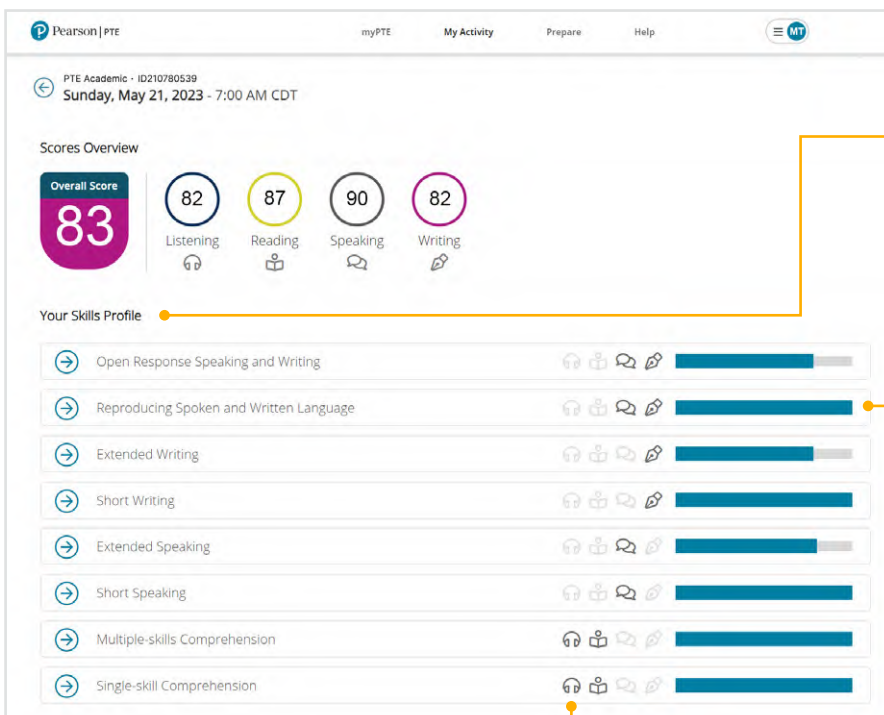 Pearson | PTE
myPTE
My Activity
Prepare
Help
MT
PTE Academic · ID210780539
Sunday, May 21, 2023 - 7:00 AM CDT
Scores Overview
Overall Score
83
82
87
90
82
Listening
Reading
Speaking
Writing
Your Skills Profile
Open Response Speaking and Writing
Reproducing Spoken and Written Language
Extended Writing
Short Writing
Extended Speaking
Short Speaking
Multiple-skills Comprehension
Single-skill Comprehension